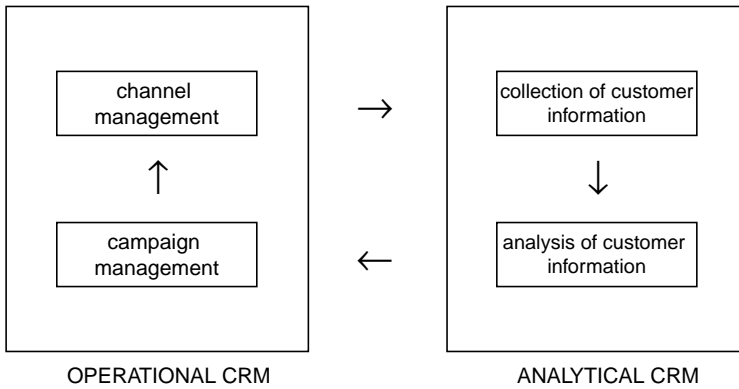 channel
management
collection of customer
information
campaign
management
analysis of customer
information
OPERATIONAL CRM
ANALYTICAL CRM